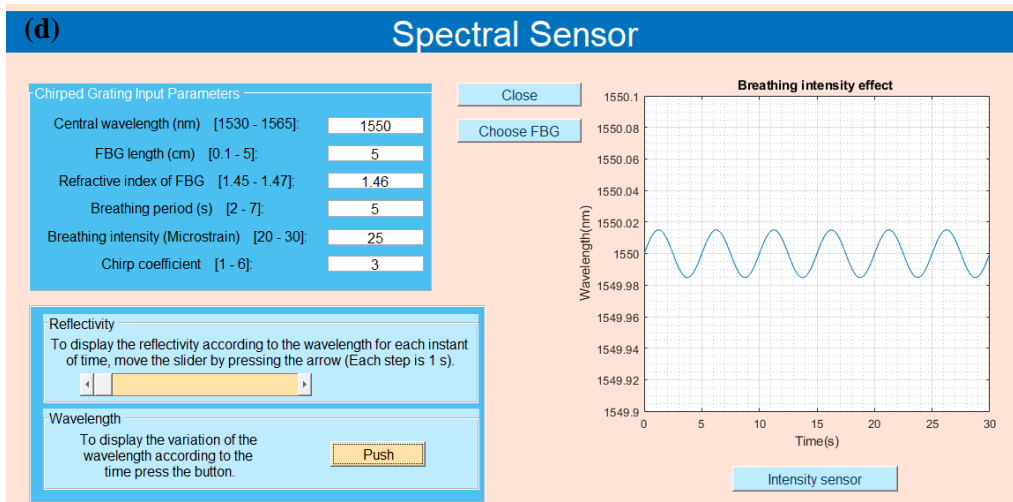 (d)
Spectral Sensor
Chirped Grating Input Parameters
Central wavelength (nm) [1530 - 1565]: 1550
FBG length (cm) [0.1 - 5]: 5
Refractive index of FBG [1.45 - 1.47]: 1.46
Breathing period (s) [2 - 7]: 5
Breathing intensity (Microstrain) [20 - 30]: 25
Chirp coefficient [1 - 6]: 3
Reflectivity
To display the reflectivity according to the wavelength for each instant
of time, move the slider by pressing the arrow (Each step is 1 s).
Wavelength
To display the variation of the
wavelength according to the
time press the button.
Push
Close
Choose FBG
Breathing intensity effect
1550.1
1550.08
1550.06
1550.04
1550.02
1550
1549.98
1549.96
1549.94
1549.92
1549.9
Wavelength(nm)
0 5 10 15 20 25 30
Time(s)
Intensity sensor